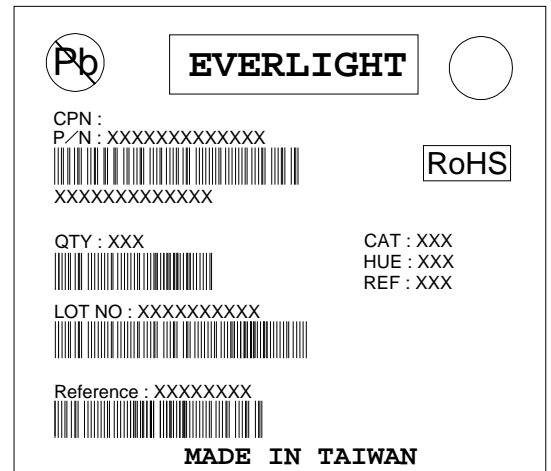 Pb
EVERLIGHT
CPN :
P/N : XXXXXXXXXXXXX
RoHS
XXXXXXXXXXXXX
QTY : XXX
CAT : XXX
HUE : XXX
REF : XXX
LOT NO : XXXXXXXXXX
Reference : XXXXXXXX
MADE IN TAIWAN